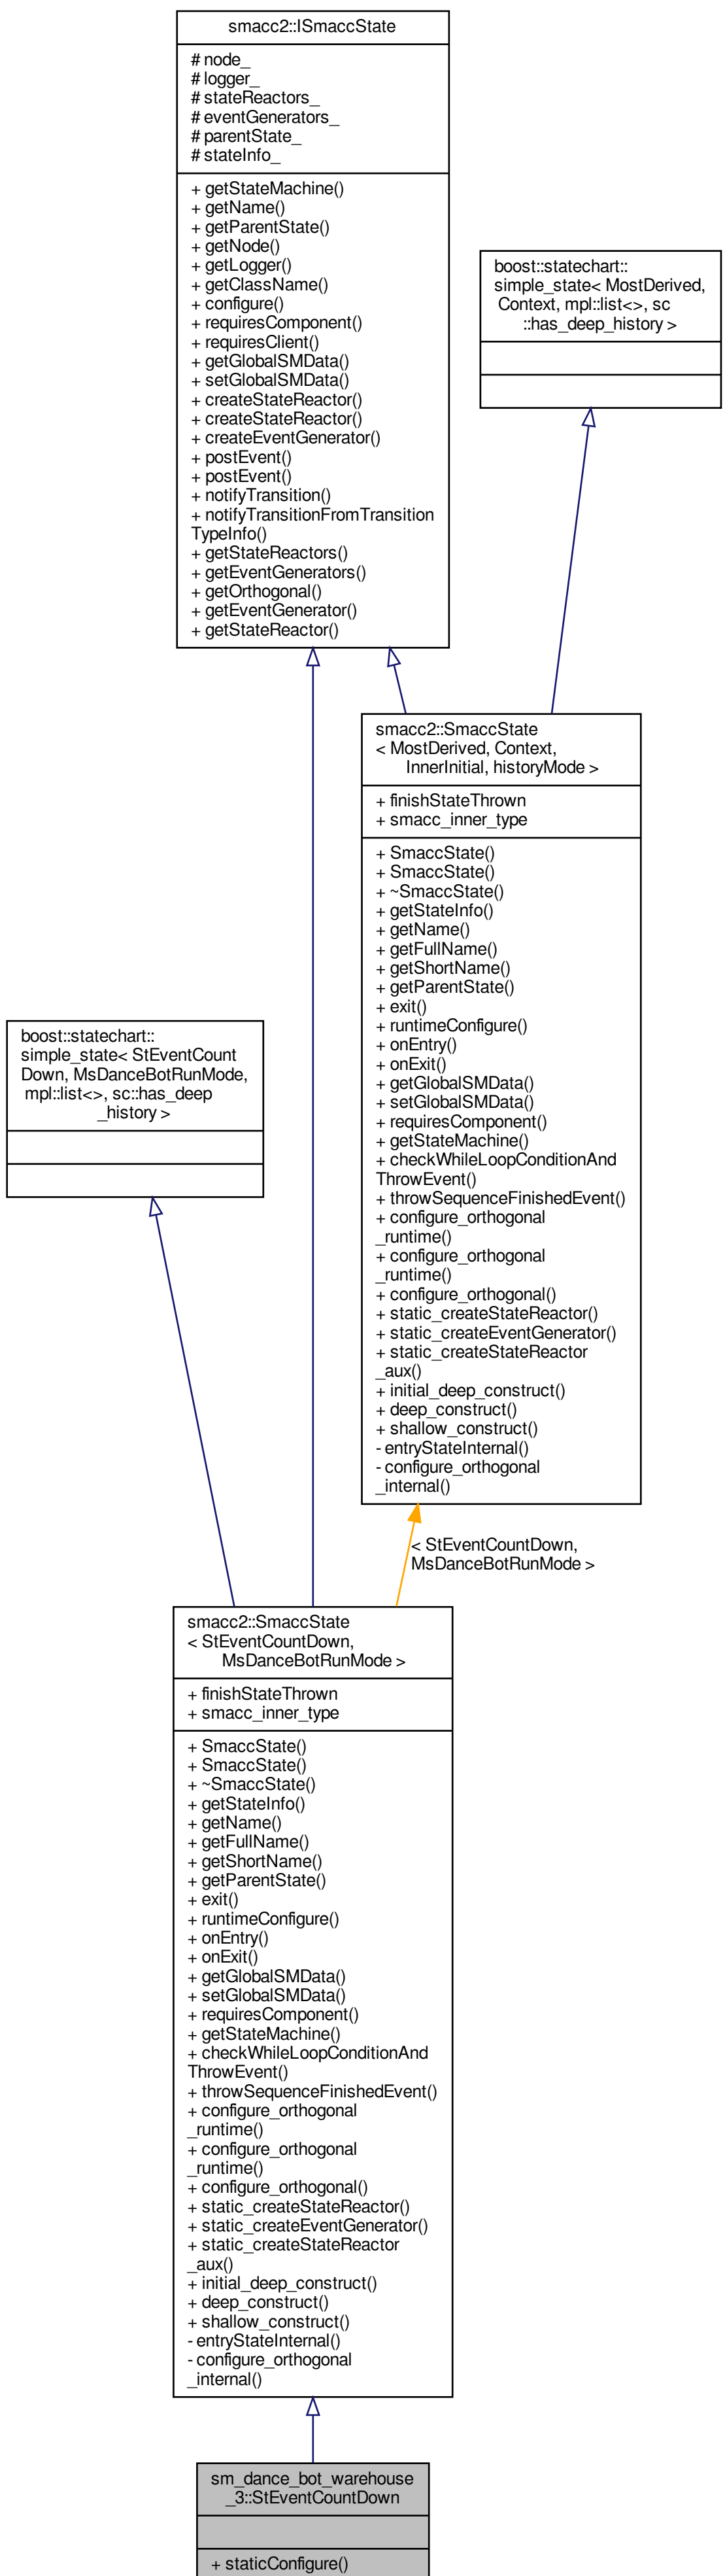 smacc2::ISmaccState
# node_
# logger_
# stateReactors_
# eventGenerators_
# parentState_
# stateInfo_
+ getStateMachine()
+ getName()
+ getParentState()
+ getNode()
+ getLogger()
+ getClassName()
+ configure()
+ requiresComponent()
+ requiresClient()
+ getGlobalSMData()
+ setGlobalSMData()
+ createStateReactor()
+ createStateReactor()
+ createEventGenerator()
+ postEvent()
+ postEvent()
+ notifyTransition()
+ notifyTransitionFromTransition
TypeInfo()
+ getStateReactors()
+ getEventGenerators()
+ getOrthogonal()
+ getEventGenerator()
+ getStateReactor()
boost::statechart::
simple_state< MostDerived,
Context, mpl::list<>, sc
::has_deep_history >
smacc2::SmaccState
< MostDerived, Context,
InnerInitial, historyMode >
+ finishStateThrown
+ smacc_inner_type
+ SmaccState()
+ SmaccState()
+ ~SmaccState()
+ getStateInfo()
+ getName()
+ getFullName()
+ getShortName()
+ getParentState()
+ exit()
+ runtimeConfigure()
+ onEntry()
+ onExit()
+ getGlobalSMData()
+ setGlobalSMData()
+ requiresComponent()
+ getStateMachine()
+ checkWhileLoopConditionAnd
ThrowEvent()
+ throwSequenceFinishedEvent()
+ configure_orthogonal
_runtime()
+ configure_orthogonal
_runtime()
+ configure_orthogonal()
+ static_createStateReactor()
+ static_createEventGenerator()
+ static_createStateReactor
_aux()
+ initial_deep_construct()
+ deep_construct()
+ shallow_construct()
- entryStateInternal()
- configure_orthogonal
_internal()
boost::statechart::
simple_state< StEventCount
Down, MsDanceBotRunMode,
mpl::list<>, sc::has_deep
_history >
< StEventCountDown,
MsDanceBotRunMode >
smacc2::SmaccState
< StEventCountDown,
MsDanceBotRunMode >
+ finishStateThrown
+ smacc_inner_type
+ SmaccState()
+ SmaccState()
+ ~SmaccState()
+ getStateInfo()
+ getName()
+ getFullName()
+ getShortName()
+ getParentState()
+ exit()
+ runtimeConfigure()
+ onEntry()
+ onExit()
+ getGlobalSMData()
+ setGlobalSMData()
+ requiresComponent()
+ getStateMachine()
+ checkWhileLoopConditionAnd
ThrowEvent()
+ throwSequenceFinishedEvent()
+ configure_orthogonal
_runtime()
+ configure_orthogonal
_runtime()
+ configure_orthogonal()
+ static_createStateReactor()
+ static_createEventGenerator()
+ static_createStateReactor
_aux()
+ initial_deep_construct()
+ deep_construct()
+ shallow_construct()
- entryStateInternal()
- configure_orthogonal
_internal()
sm_dance_bot_warehouse
_3::StEventCountDown
+ staticConfigure()